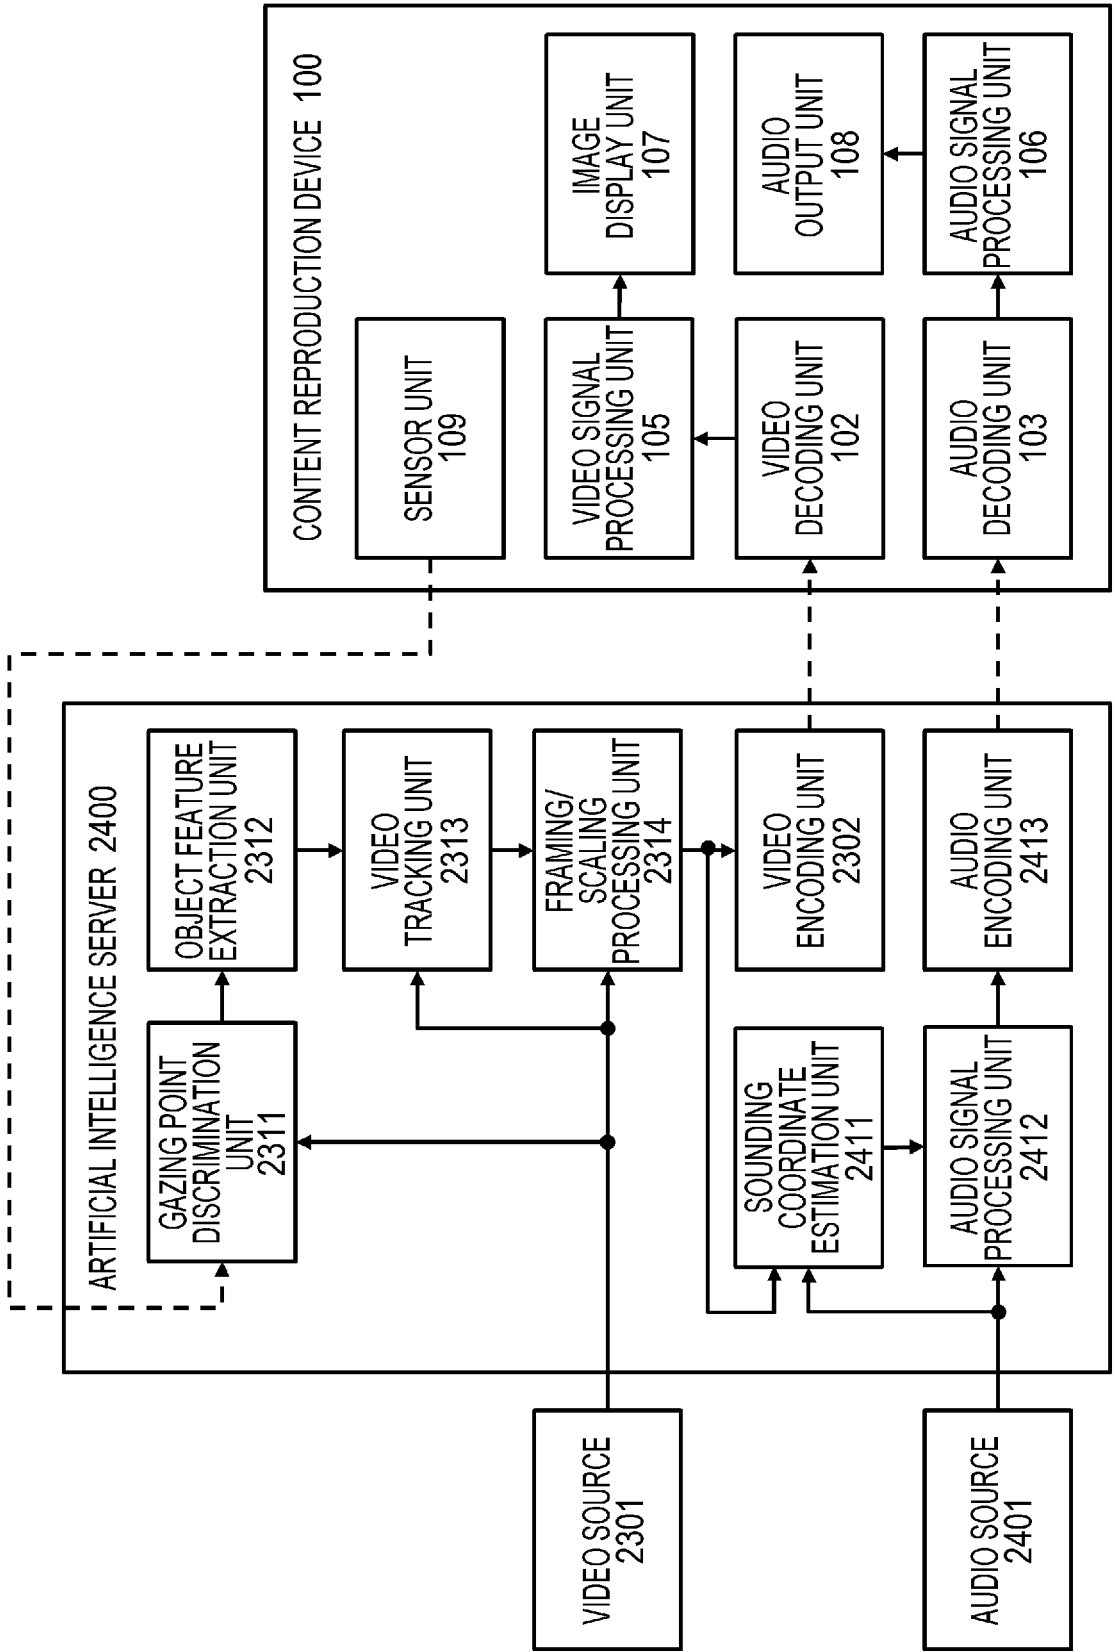 ARTIFICIAL INTELLIGENCE SERVER 2400
GAZING POINT
DISCRIMINATION
UNIT
2311
OBJECT FEATURE
EXTRACTION UNIT
2312
VIDEO
TRACKING UNIT
2313
FRAMING/
SCALING
PROCESSING UNIT
2314
VIDEO
ENCODING UNIT
2302
SOUNDING
COORDINATE
ESTIMATION UNIT
2411
AUDIO SIGNAL
PROCESSING UNIT
2412
AUDIO
ENCODING UNIT
2413
VIDEO SOURCE
2301
AUDIO SOURCE
2401
CONTENT REPRODUCTION DEVICE 100
SENSOR UNIT
109
VIDEO SIGNAL
PROCESSING UNIT
105
IMAGE
DISPLAY UNIT
107
VIDEO
DECODING UNIT
102
AUDIO
OUTPUT UNIT
108
AUDIO
DECODING UNIT
103
AUDIO SIGNAL
PROCESSING UNIT
106